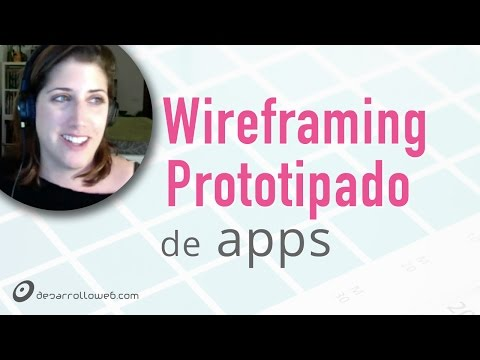 Wireframing
Prototipado
de apps
desarrolloweb.com